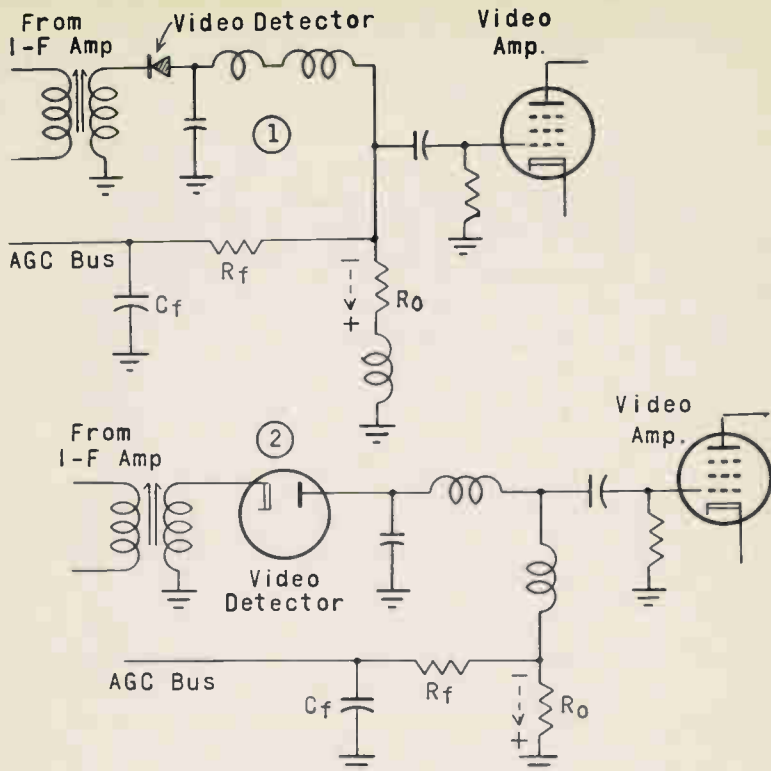 From
I-F Amp
Video Detector
Video
Amp.
1
AGC Bus
Rf
Cf
−
+
Ro
2
From
I-F Amp
Video
Detector
Video
Amp.
AGC Bus
Rf
Cf
−
+
Ro